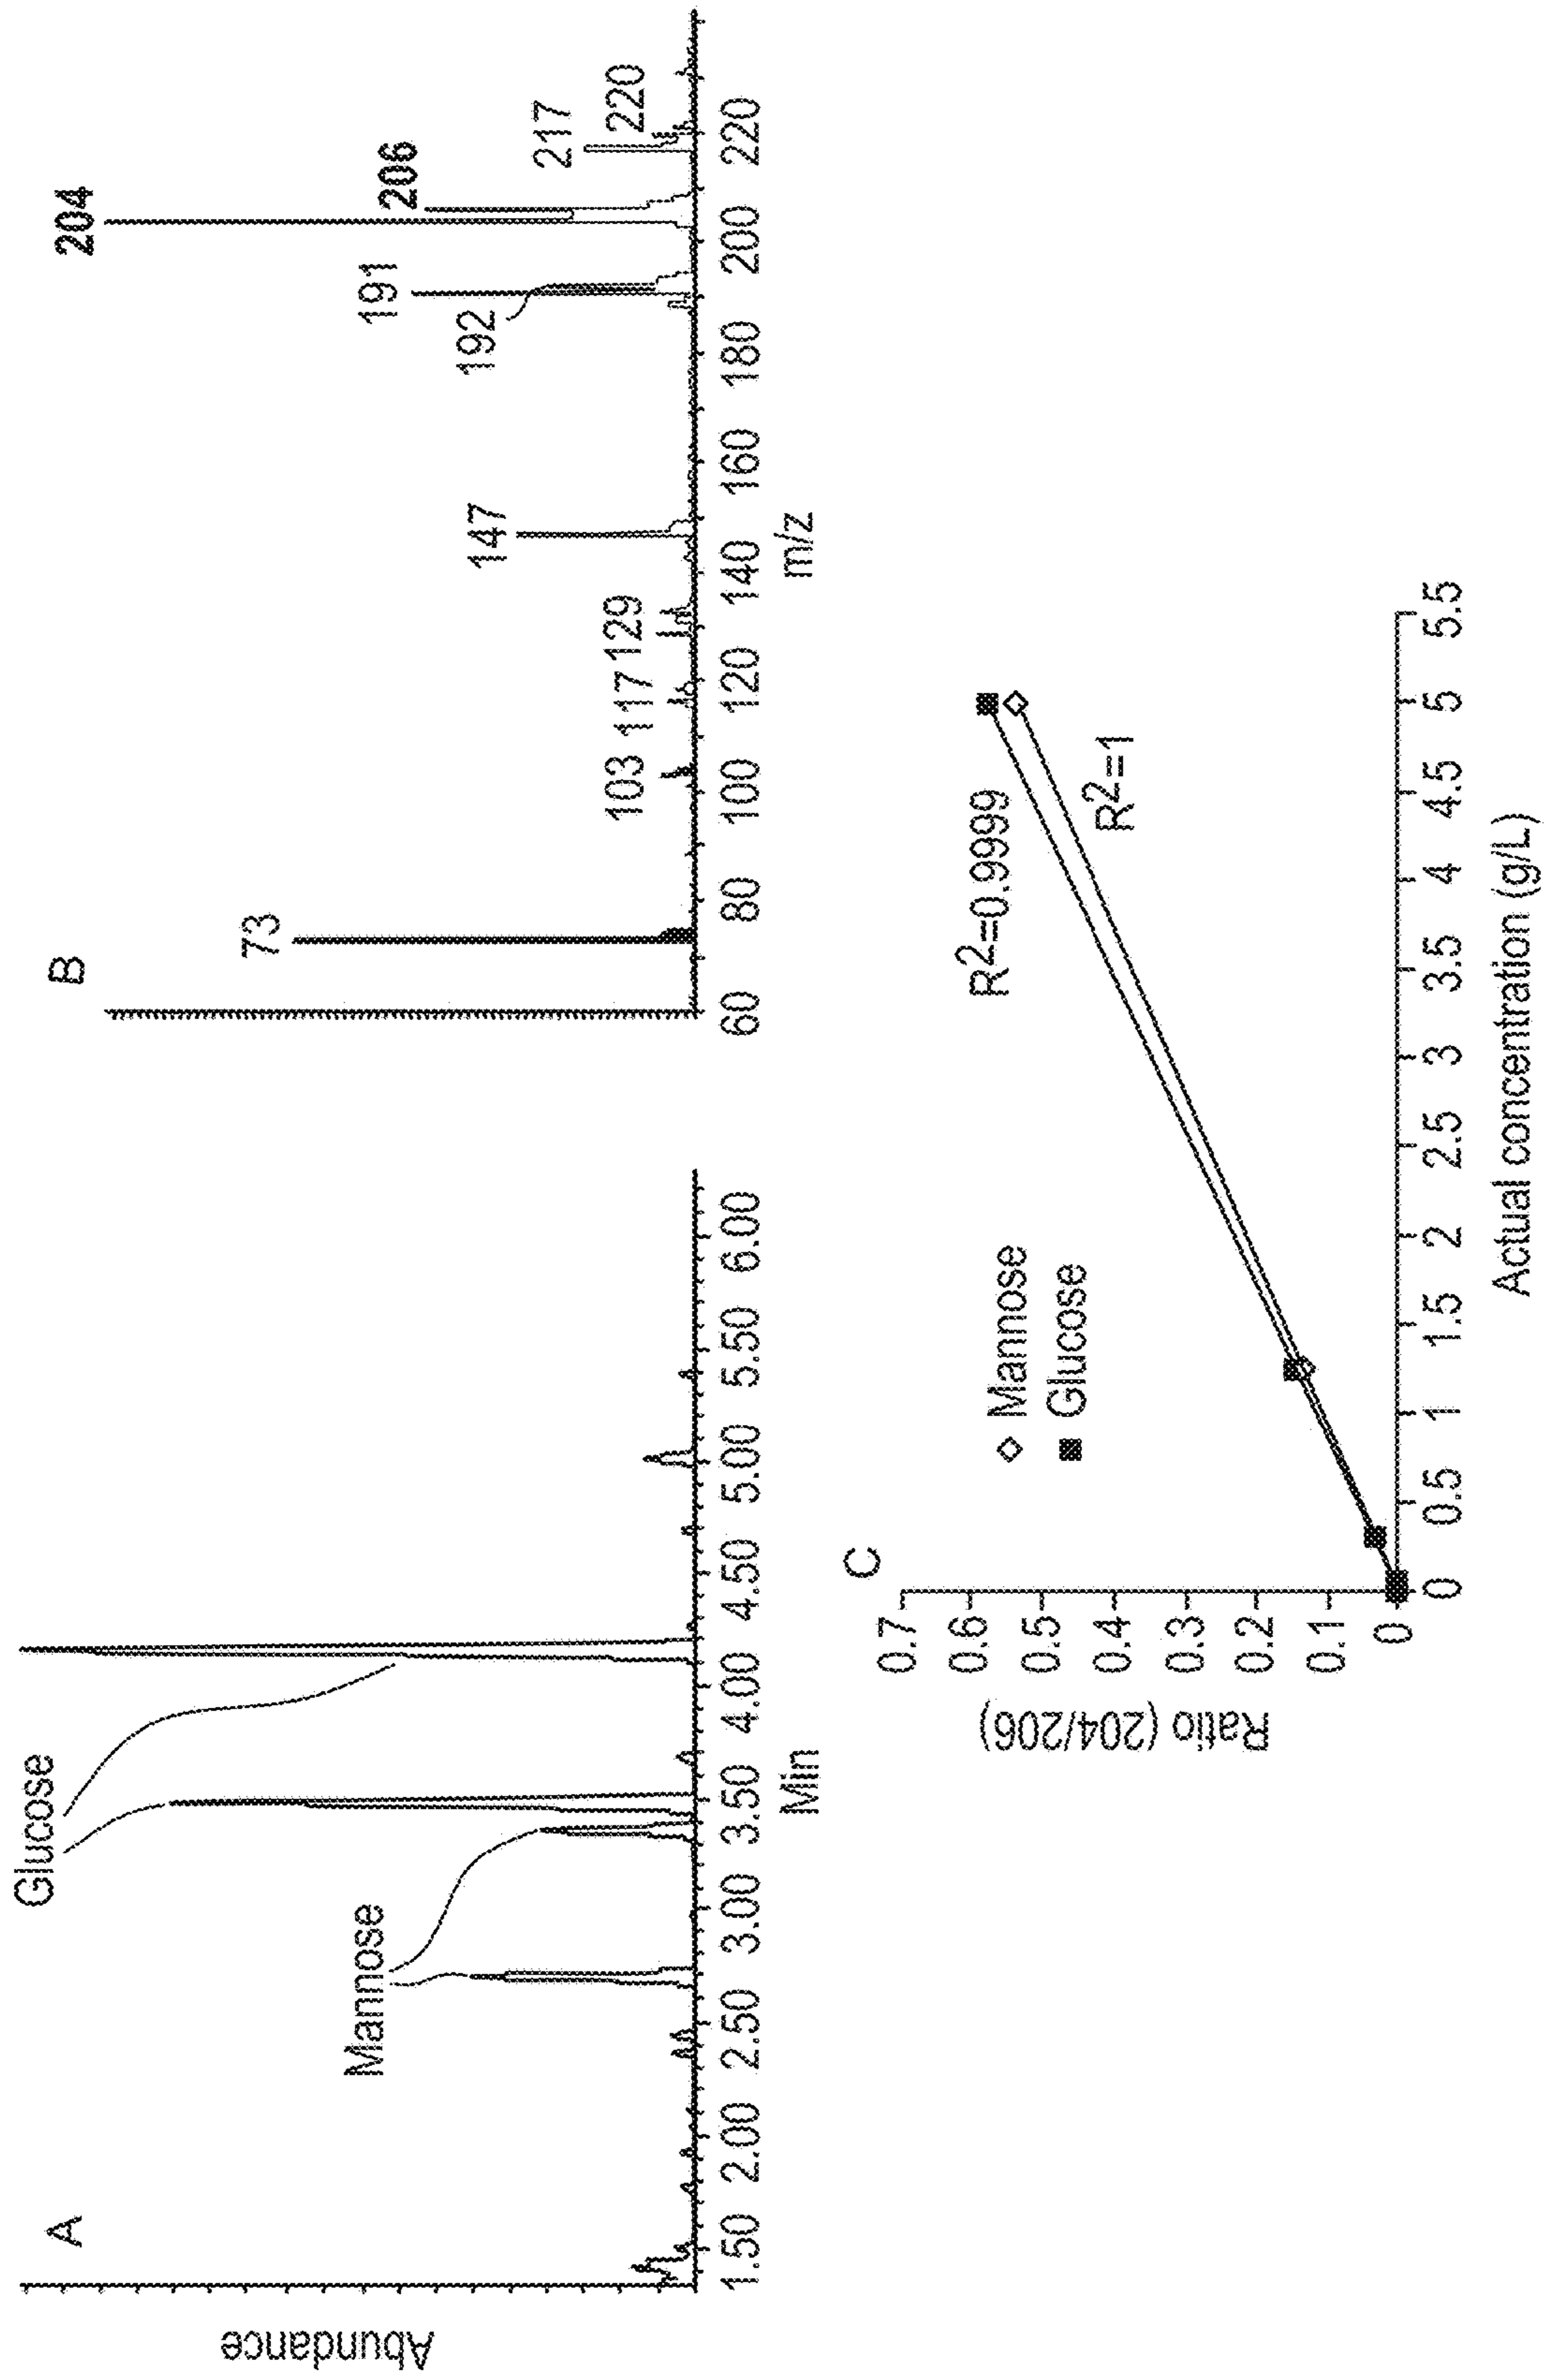 A
Abundance
Glucose
Mannose
1.50 2.00 2.50 3.00 3.50 4.00 4.50 5.00 5.50 6.00
Min
B
73
103
117
129
147
191
192
204
206
217
220
60 80 100 120 140 160 180 200 220
m/z
C
Ratio (204/206)
0.7
0.6
0.5
0.4
0.3
0.2
0.1
0
Mannose
Glucose
R2=0.9999
R2=1
0 0.5 1 1.5 2 2.5 3 3.5 4 4.5 5 5.5
Actual concentration (g/L)